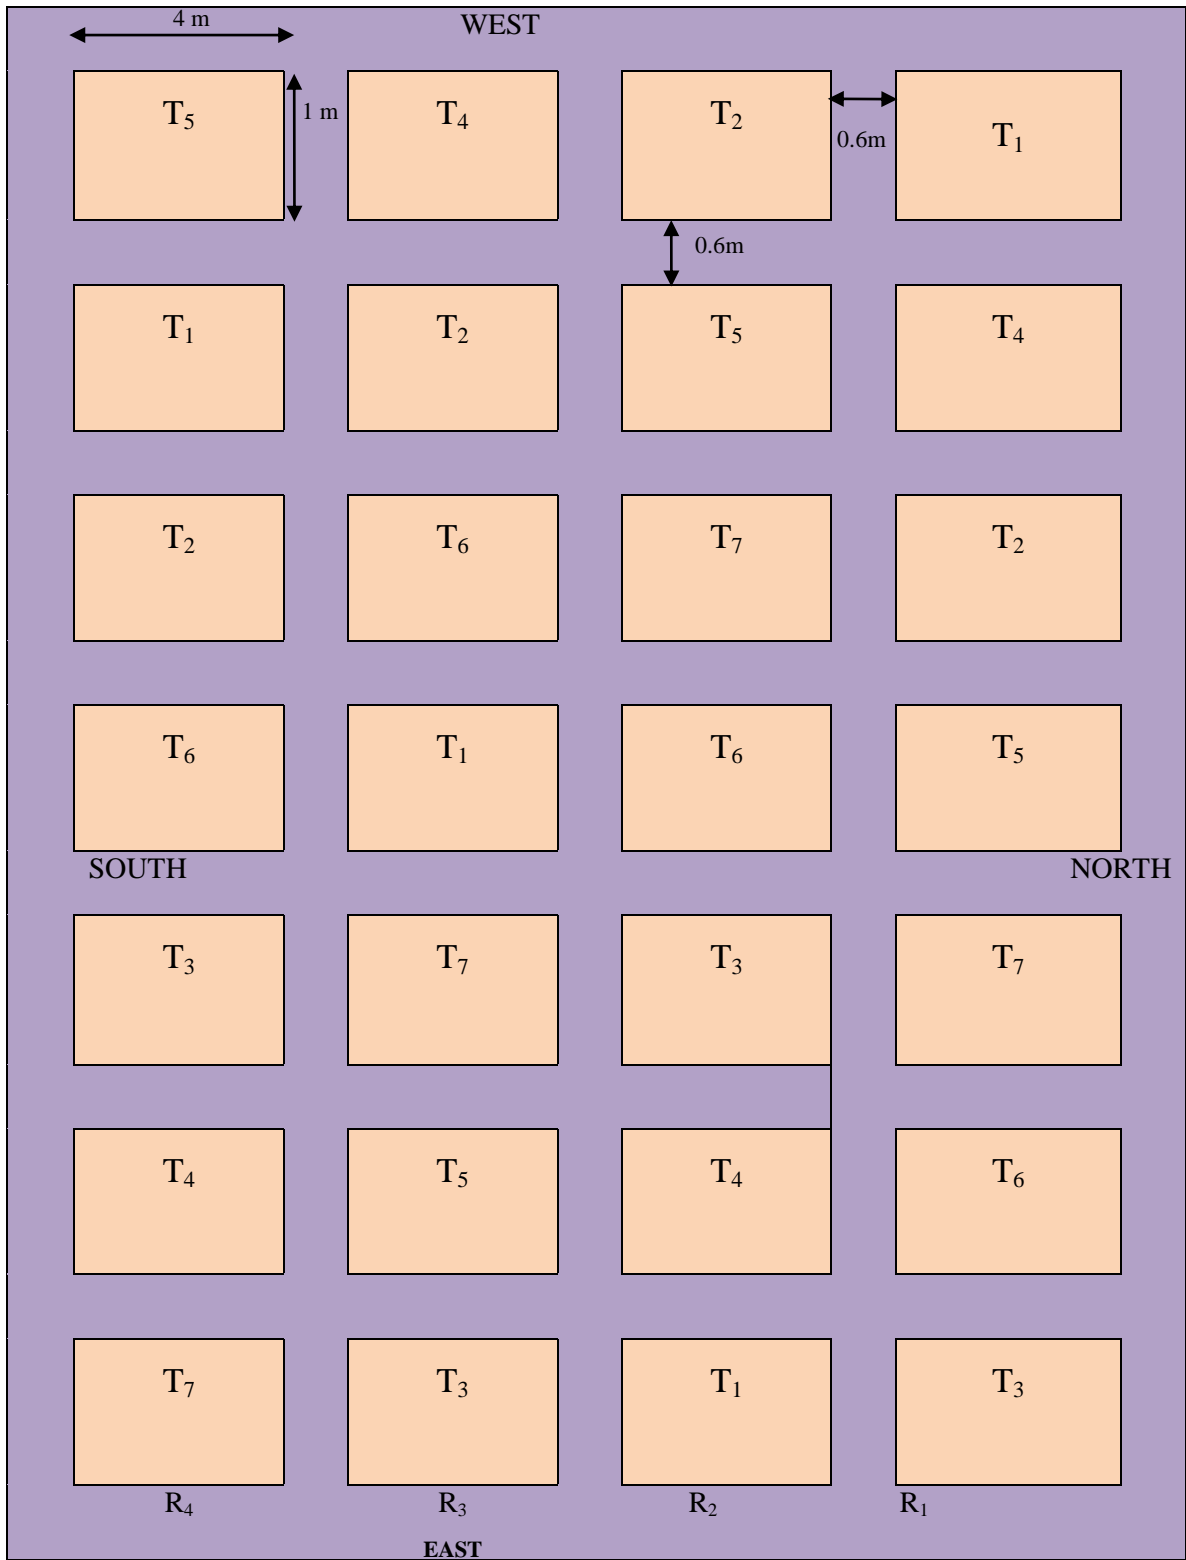 4 m
WEST
T₅ T₄ T₂ T₁
1 m
0.6m
0.6m
T₁ T₂ T₅ T₄
T₂ T₆ T₇ T₂
T₆ T₁ T₆ T₅
SOUTH NORTH
T₃ T₇ T₃ T₇
T₄ T₅ T₄ T₆
T₇ T₃ T₁ T₃
R₄ R₃ R₂ R₁
EAST